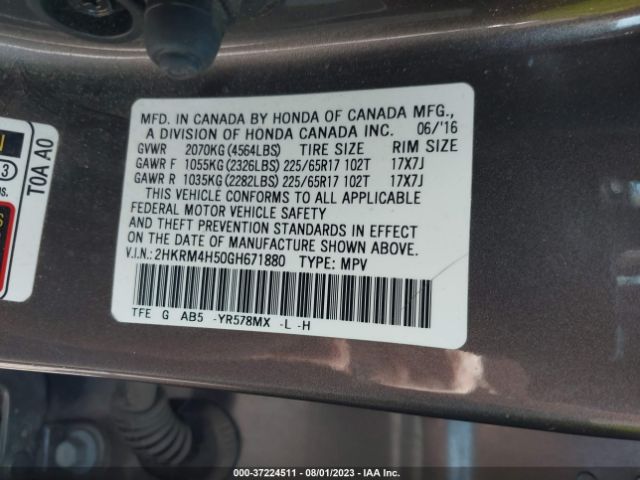 MFD. IN CANADA BY HONDA OF CANADA MFG.,
A DIVISION OF HONDA CANADA INC. 06/'16
GVWR 2070KG(4564LBS) TIRE SIZE RIM SIZE
GAWR F 1055KG(2326LBS) 225/65R17 102T 17X7J
GAWR R 1035KG(2282LBS) 225/65R17 102T 17X7J
THIS VEHICLE CONFORMS TO ALL APPLICABLE
FEDERAL MOTOR VEHICLE SAFETY
AND THEFT PREVENTION STANDARDS IN EFFECT
ON THE DATE OF MANUFACTURE SHOWN ABOVE.
V.I.N.: 2HKRM4H50GH671880 TYPE: MPV
TFE G AB5 -YR578MX -L -H
T0A A0
3
000-37224511 - 08/01/2023 - IAA Inc.